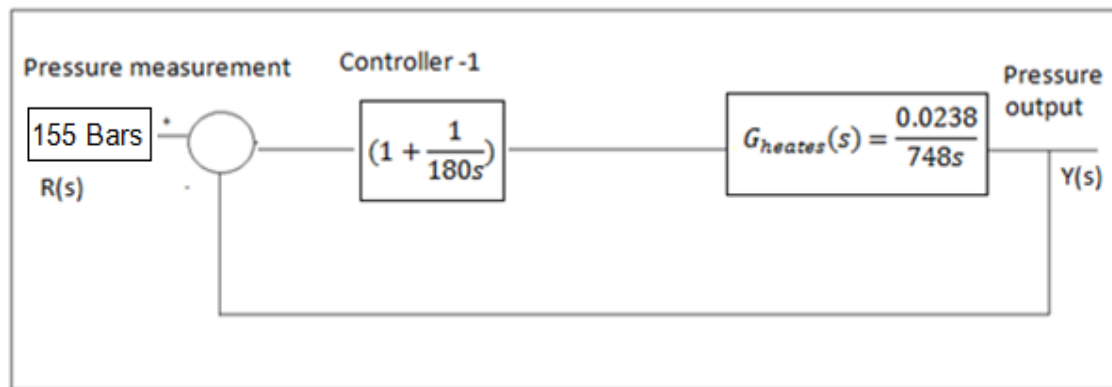 Pressure measurement
Controller -1
Pressure
output
155 Bars
+
(1 + 1/180s)
G_heates(s) = 0.0238/748s
R(s)
-
Y(s)